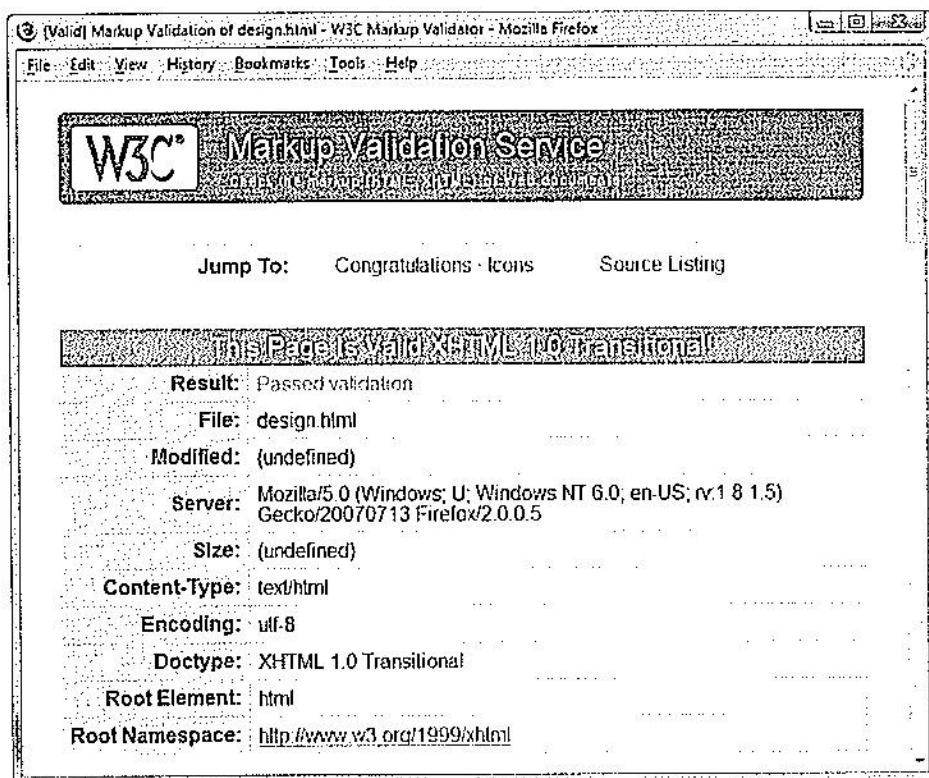 [Valid] Markup Validation of design.html - W3C Markup Validator - Mozilla Firefox
File Edit View History Bookmarks Tools Help
W3C® Markup Validation Service
Jump To: Congratulations · Icons Source Listing
This Page Is Valid XHTML 1.0 Transitional!
Result: Passed validation
File: design.html
Modified: (undefined)
Server: Mozilla/5.0 (Windows; U; Windows NT 6.0; en-US; rv:1 8 1.5)
Gecko/20070713 Firefox/2.0.0.5
Size: (undefined)
Content-Type: text/html
Encoding: utf-8
Doctype: XHTML 1.0 Transitional
Root Element: html
Root Namespace: http://www.w3.org/1999/xhtml